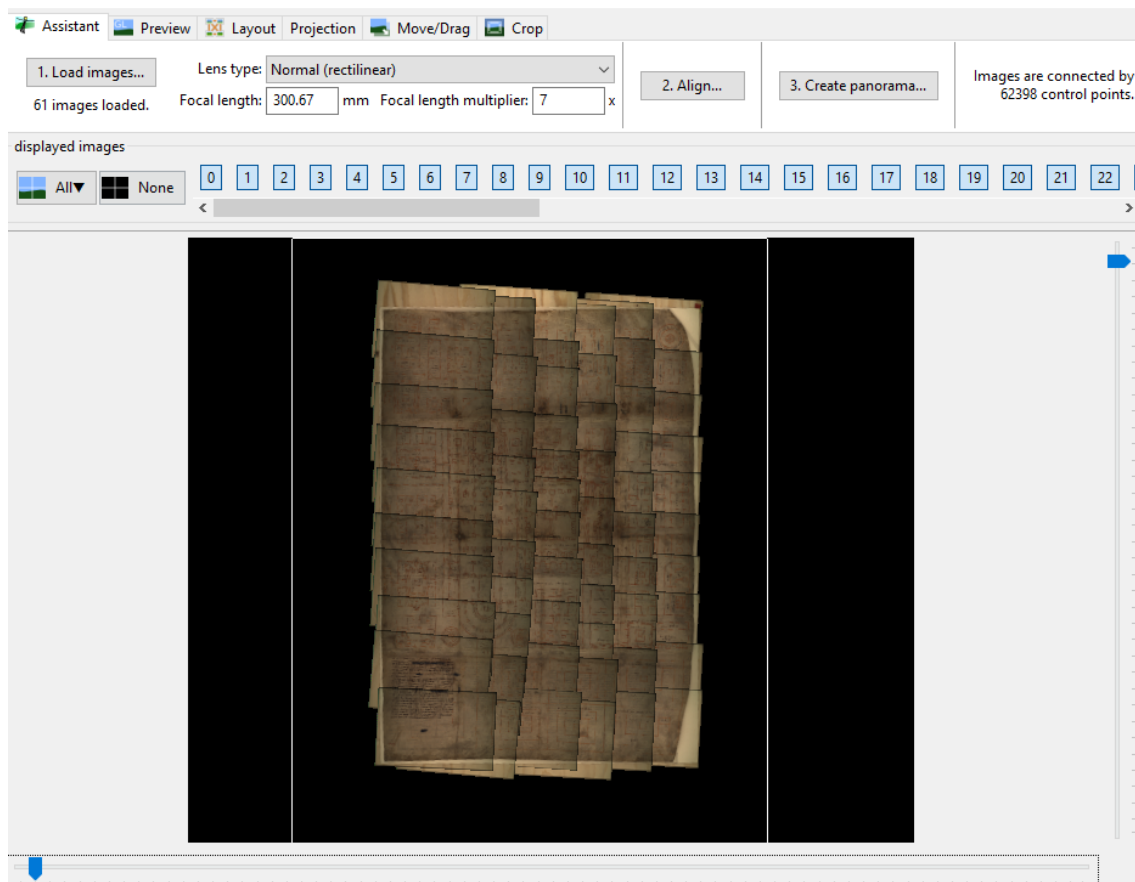 Assistant Preview Layout Projection Move/Drag Crop
1. Load images... Lens type: Normal (rectilinear) 2. Align... 3. Create panorama... Images are connected by
61 images loaded. Focal length: 300.67 mm Focal length multiplier: 7 x 62398 control points.
displayed images
All▼ None 0 1 2 3 4 5 6 7 8 9 10 11 12 13 14 15 16 17 18 19 20 21 22